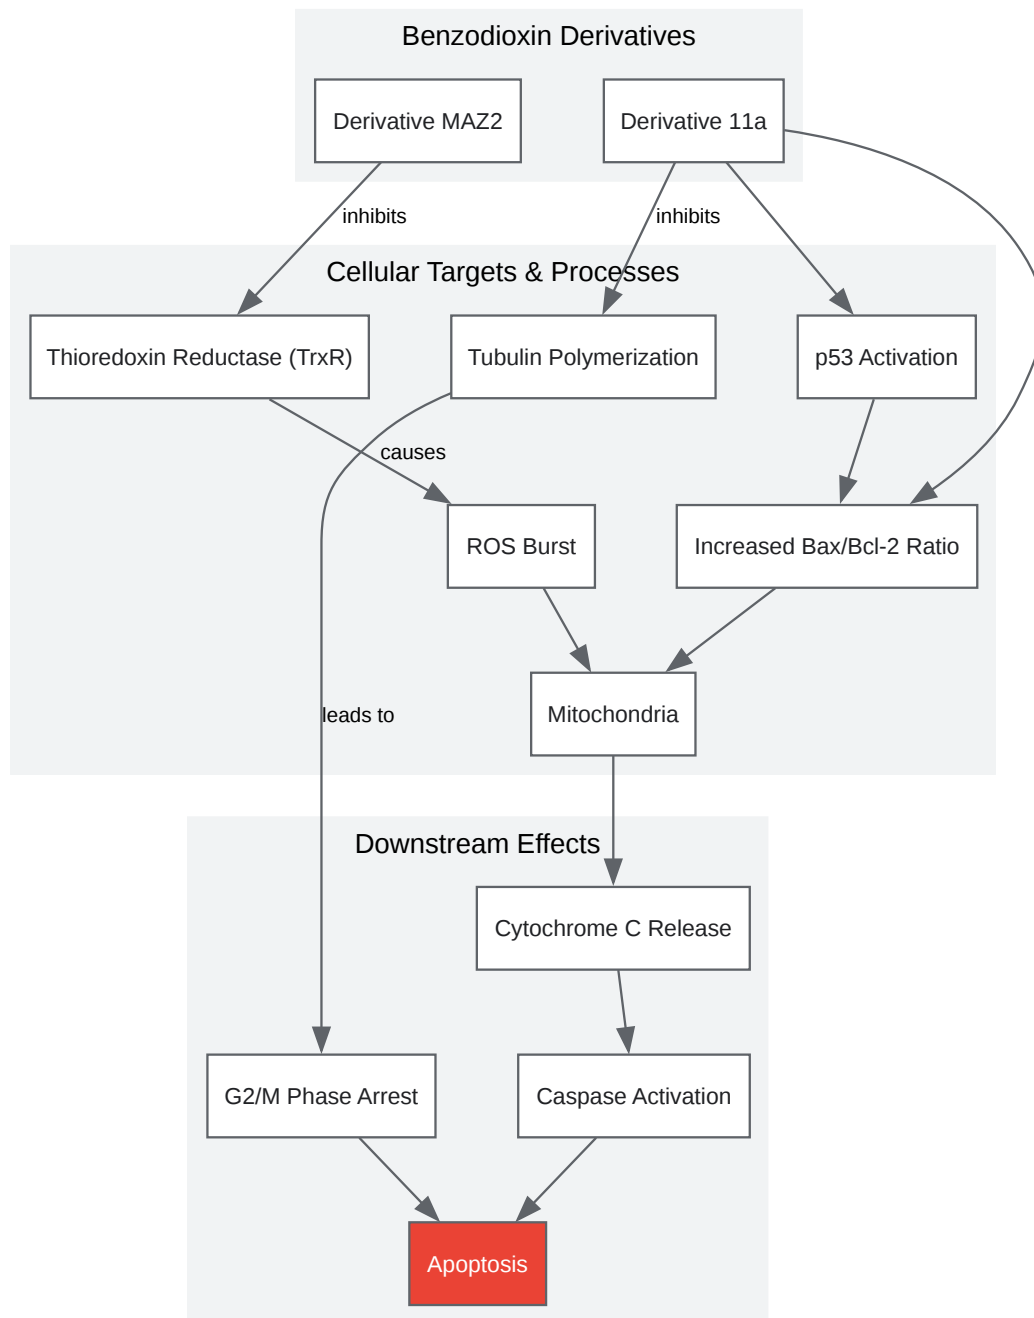 Benzodioxin Derivatives
Derivative MAZ2
Derivative 11a
inhibits
inhibits
Cellular Targets & Processes
Thioredoxin Reductase (TrxR)
Tubulin Polymerization
p53 Activation
causes
ROS Burst
Increased Bax/Bcl-2 Ratio
Mitochondria
leads to
Downstream Effects
Cytochrome C Release
G2/M Phase Arrest
Caspase Activation
Apoptosis